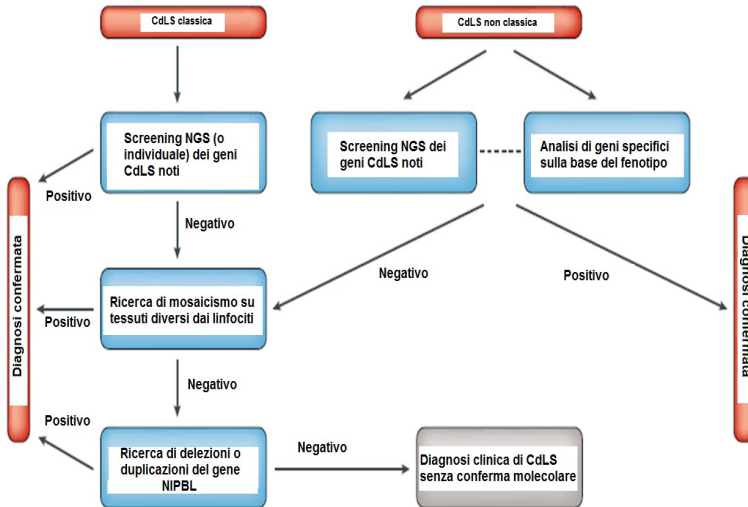 CdLS classica
CdLS non classica
Screening NGS (o
individuale) dei geni
CdLS noti
Screening NGS dei
geni CdLS noti
Analisi di geni specifici
sulla base del fenotipo
Positivo
Negativo
Negativo
Positivo
Diagnosi confermata
Diagnosi confermata
Ricerca di mosaicismo su
tessuti diversi dai linfociti
Positivo
Negativo
Positivo
Ricerca di delezioni o
duplicazioni del gene
NIPBL
Negativo
Diagnosi clinica di CdLS
senza conferma molecolare